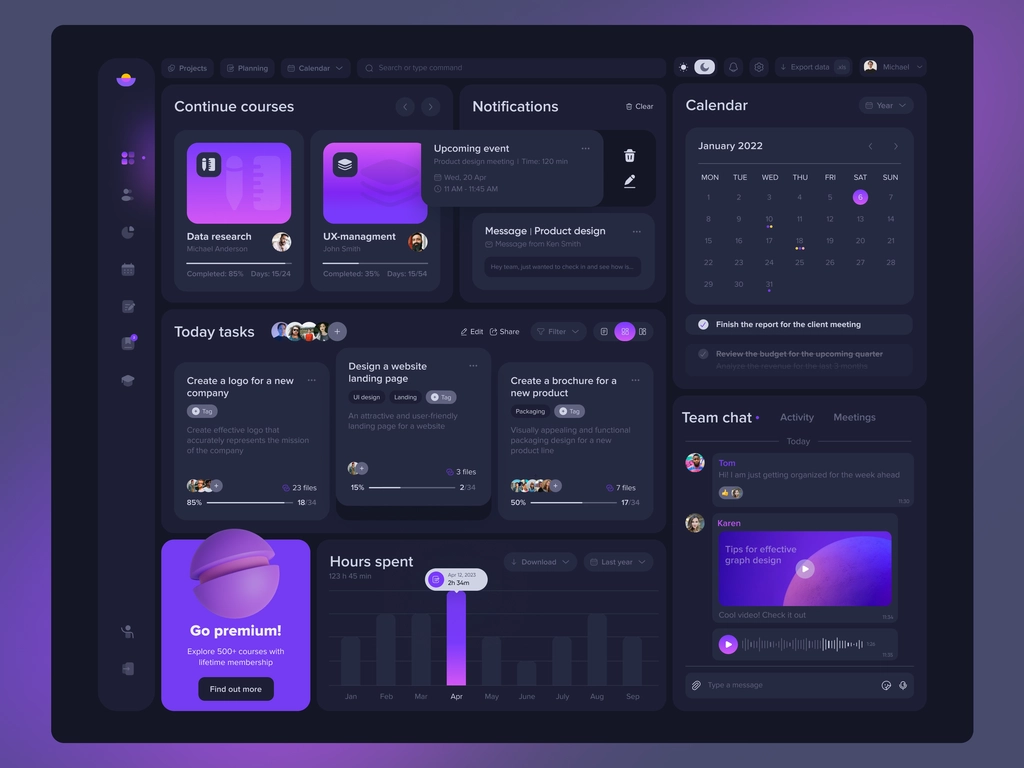 Projects
Planning
Calendar
Search or type command
Export data
Michael
Continue courses
Data research
Michael Anderson
Completed: 85% Days: 15/24
UX-managment
John Smith
Completed: 35% Days: 15/54
Notifications
Clear
Upcoming event
Product design meeting | Time: 120 min
Wed, 20 Apr
11 AM - 11:45 AM
Message | Product design
Message from Ken Smith
Hey team, just wanted to check in and see how is...
Calendar
Year
January 2022
MON TUE WED THU FRI SAT SUN
1 2 3 4 5 6 7
8 9 10 11 12 13 14
15 16 17 18 19 20 21
22 23 24 25 26 27 28
29 30 31
Finish the report for the client meeting
Review the budget for the upcoming quarter
Analyze the revenue for the last 3 months
Today tasks
+
Edit
Share
Filter
Create a logo for a new
company
Tag
Create effective logo that
accurately represents the mission
of the company
+
23 files
85% 18/34
Design a website
landing page
UI design
Landing
Tag
An attractive and user-friendly
landing page for a website
+
3 files
15% 2/34
Create a brochure for a
new product
Packaging
Tag
Visually appealing and functional
packaging design for a new
product line
+
7 files
50% 17/34
Go premium!
Explore 500+ courses with
lifetime membership
Find out more
Hours spent
123 h 45 min
Download
Last year
Apr 12, 2023
2h 34m
Jan Feb Mar Apr May June July Aug Sep
Team chat
Activity
Meetings
Today
Tom
Hi! I am just getting organized for the week ahead
11:30
Karen
Tips for effective
graph design
Cool video! Check it out
Type a message